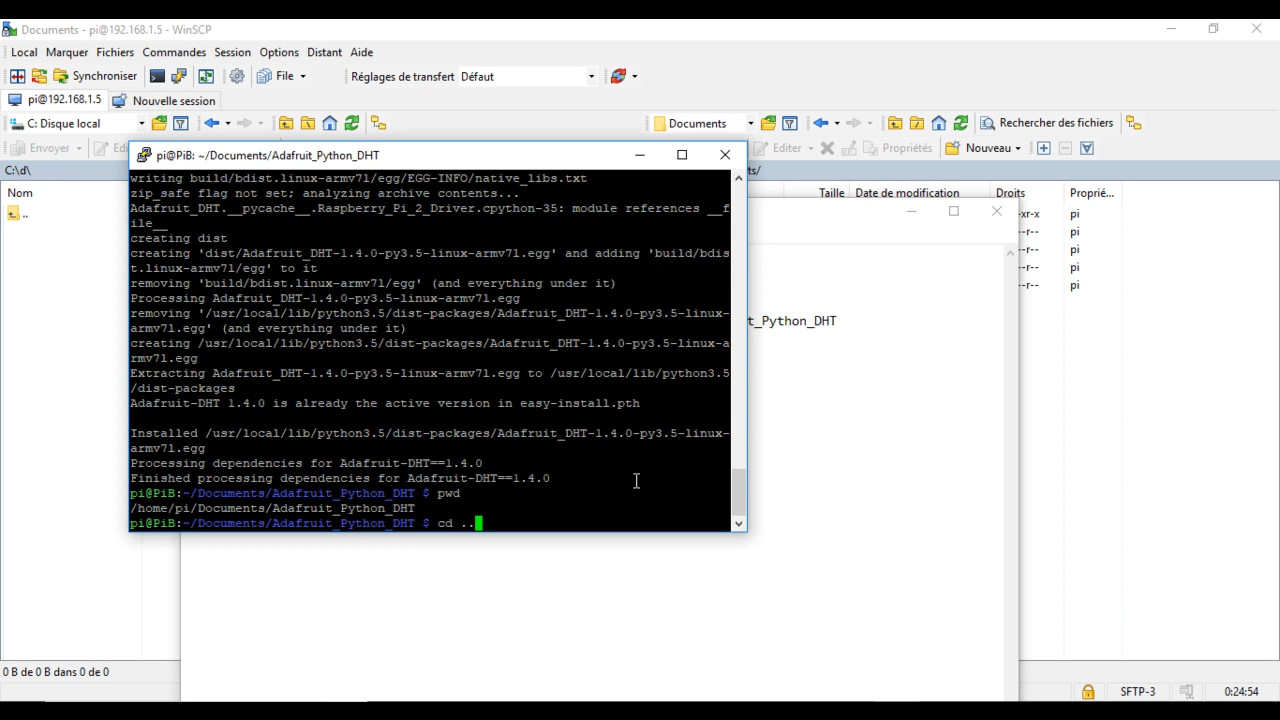 Documents - pi@192.168.1.5 - WinSCP
Local Marquer Fichiers Commandes Session Options Distant Aide
Synchroniser File Réglages de transfert Défaut
pi@192.168.1.5 Nouvelle session
C: Disque local Documents Rechercher des fichiers
Envoyer Editer Propriétés Nouveau
C:\d\ ts/
Nom Taille Date de modification Droits Proprié...
..
-xr-x pi
--r-- pi
--r-- pi
--r-- pi
--r-- pi
t_Python_DHT
pi@PiB: ~/Documents/Adafruit_Python_DHT
writing build/bdist.linux-armv7l/egg/EGG-INFO/native_libs.txt
zip_safe flag not set; analyzing archive contents...
Adafruit_DHT.__pycache__.Raspberry_Pi_2_Driver.cpython-35: module references __f
ile__
creating dist
creating 'dist/Adafruit_DHT-1.4.0-py3.5-linux-armv7l.egg' and adding 'build/bdis
t.linux-armv7l/egg' to it
removing 'build/bdist.linux-armv7l/egg' (and everything under it)
Processing Adafruit_DHT-1.4.0-py3.5-linux-armv7l.egg
removing '/usr/local/lib/python3.5/dist-packages/Adafruit_DHT-1.4.0-py3.5-linux-
armv7l.egg' (and everything under it)
creating /usr/local/lib/python3.5/dist-packages/Adafruit_DHT-1.4.0-py3.5-linux-a
rmv7l.egg
Extracting Adafruit_DHT-1.4.0-py3.5-linux-armv7l.egg to /usr/local/lib/python3.5
/dist-packages
Adafruit-DHT 1.4.0 is already the active version in easy-install.pth
Installed /usr/local/lib/python3.5/dist-packages/Adafruit_DHT-1.4.0-py3.5-linux-
armv7l.egg
Processing dependencies for Adafruit-DHT==1.4.0
Finished processing dependencies for Adafruit-DHT==1.4.0
pi@PiB:~/Documents/Adafruit_Python_DHT $ pwd
/home/pi/Documents/Adafruit_Python_DHT
pi@PiB:~/Documents/Adafruit_Python_DHT $ cd ..
0 B de 0 B dans 0 de 0
SFTP-3 0:24:54